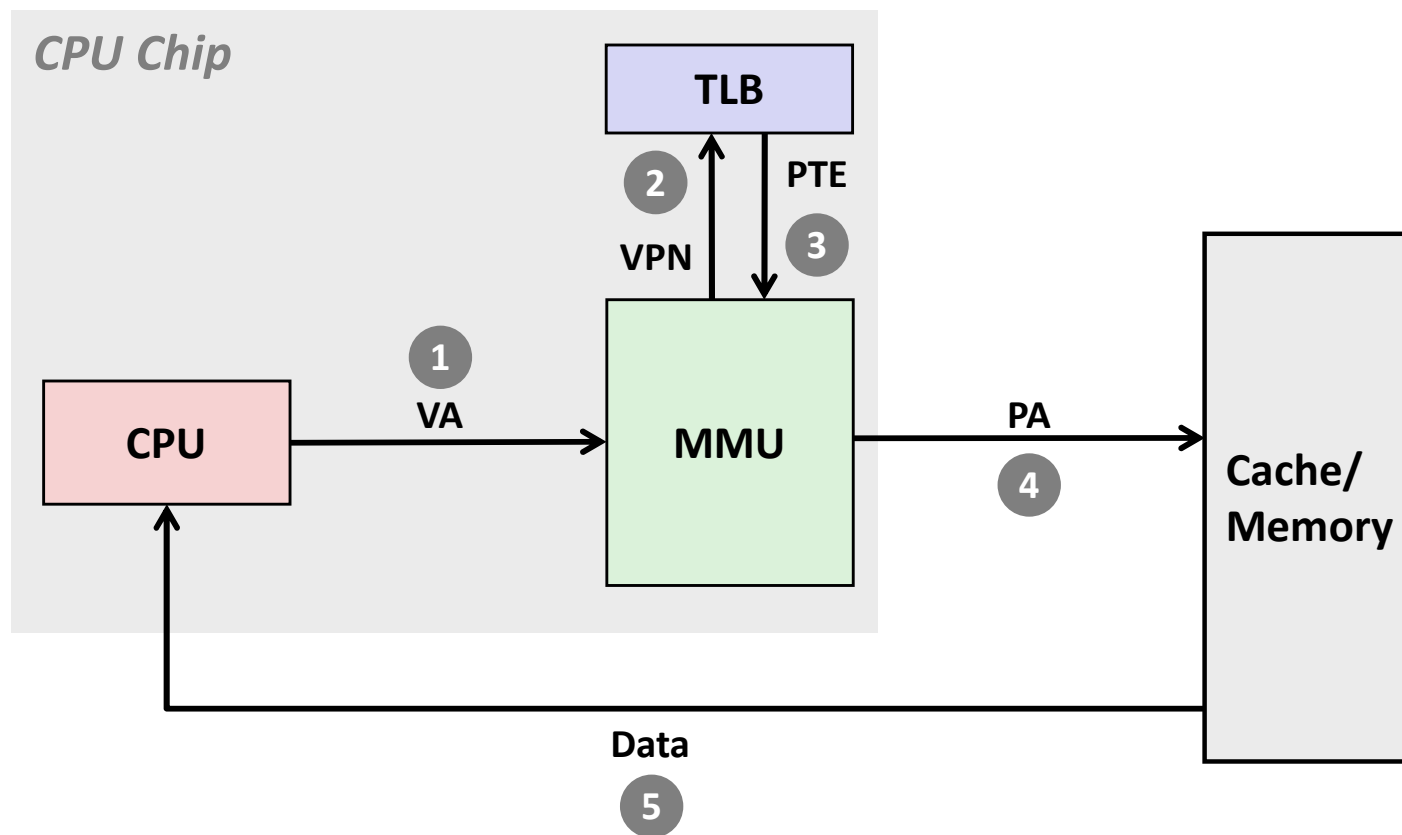 CPU Chip
TLB
2
PTE
VPN
3
1
VA
CPU
MMU
PA
4
Cache/
Memory
Data
5